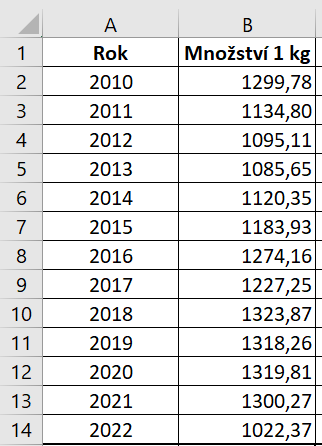 A B
1 Rok Množství 1 kg
2 2010 1299,78
3 2011 1134,80
4 2012 1095,11
5 2013 1085,65
6 2014 1120,35
7 2015 1183,93
8 2016 1274,16
9 2017 1227,25
10 2018 1323,87
11 2019 1318,26
12 2020 1319,81
13 2021 1300,27
14 2022 1022,37